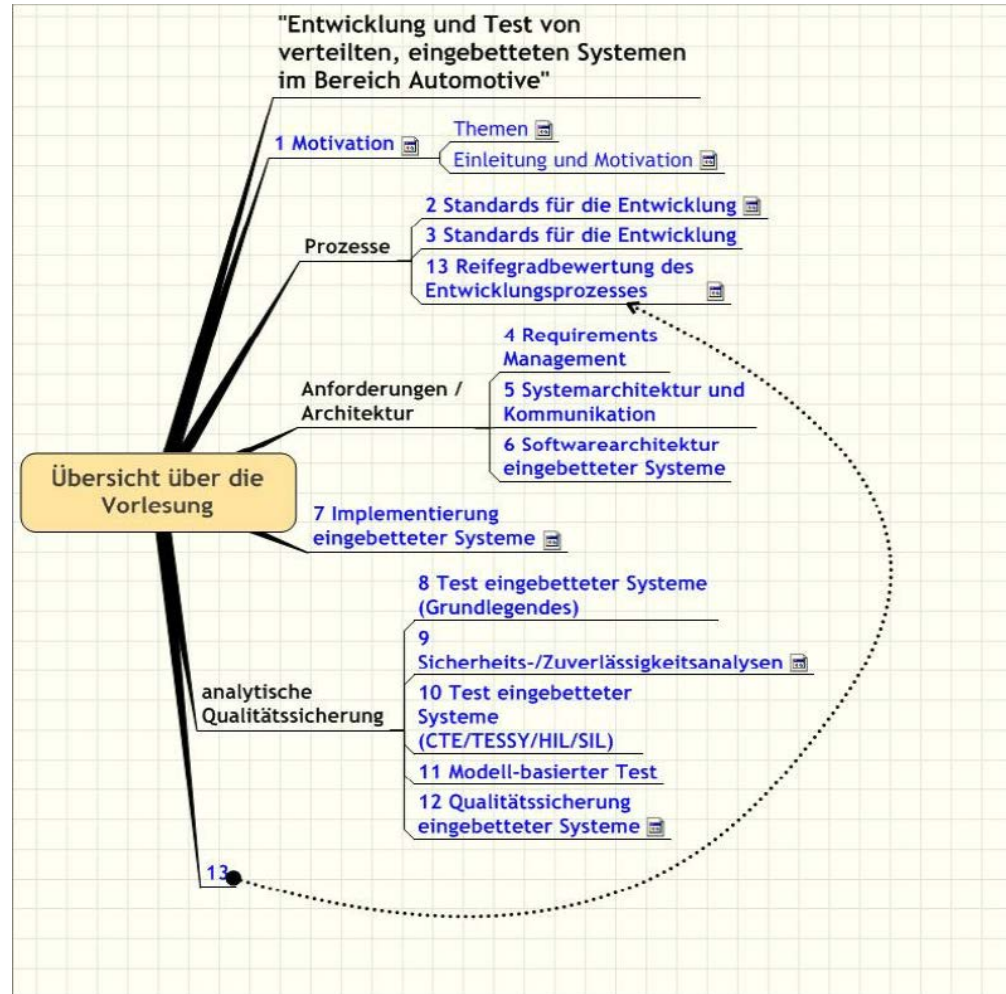 "Entwicklung und Test von
verteilten, eingebetteten Systemen
im Bereich Automotive"
1 Motivation
Themen
Einleitung und Motivation
Prozesse
2 Standards für die Entwicklung
3 Standards für die Entwicklung
13 Reifegradbewertung des
Entwicklungsprozesses
Anforderungen /
Architektur
4 Requirements
Management
5 Systemarchitektur und
Kommunikation
6 Softwarearchitektur
eingebetteter Systeme
Übersicht über die
Vorlesung
7 Implementierung
eingebetteter Systeme
analytische
Qualitätssicherung
8 Test eingebetteter Systeme
(Grundlegendes)
9
Sicherheits-/Zuverlässigkeitsanalysen
10 Test eingebetteter
Systeme
(CTE/TESSY/HIL/SIL)
11 Modell-basierter Test
12 Qualitätssicherung
eingebetteter Systeme
13